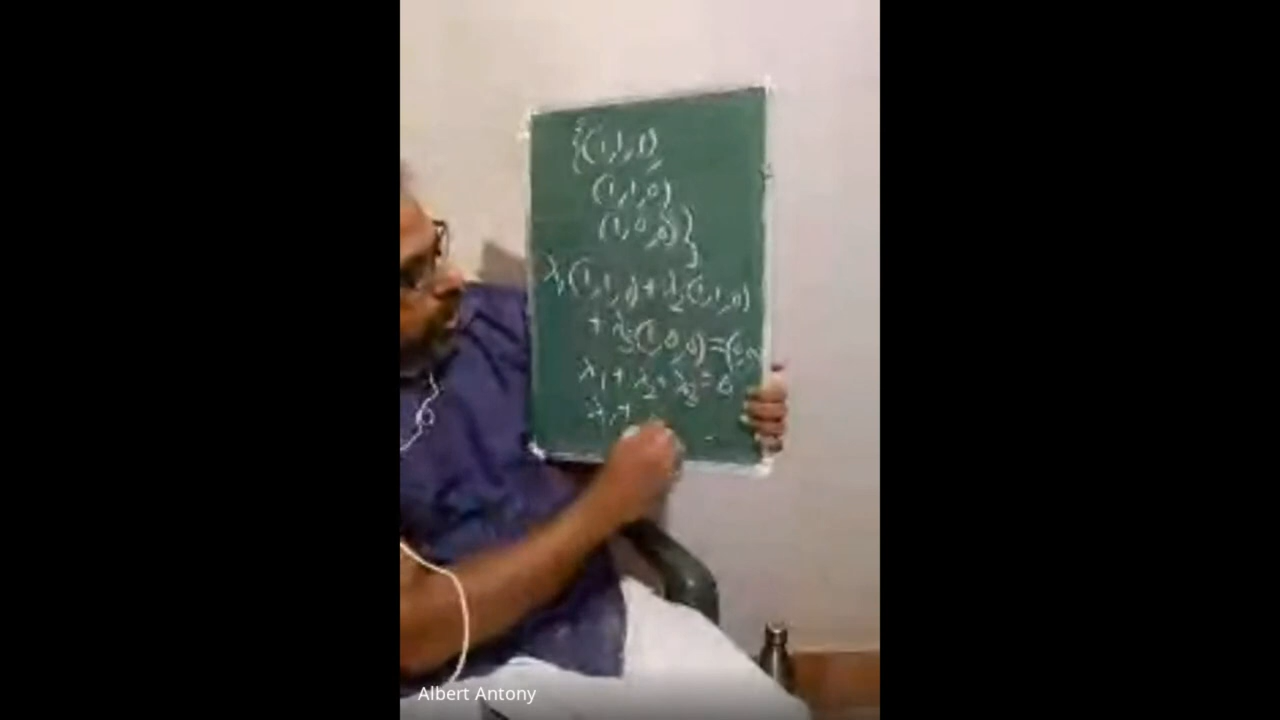 {(1,1,1),
(1,1,0)
(1,0,0)}
λ₁(1,1,1)+λ₂(1,1,0)
+λ₃(1,0,0)=(0,0,
λ₁+λ₂+λ₃=0
λ₁+
Albert Antony